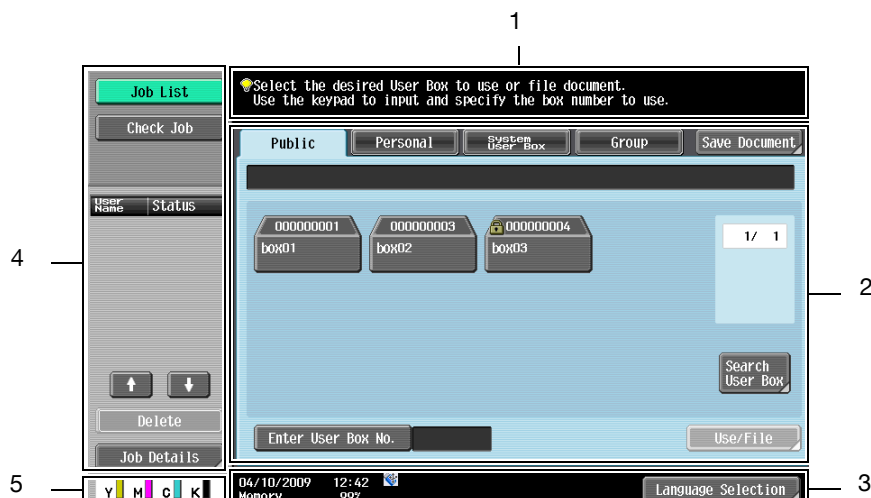 1
Job List
Select the desired User Box to use or file document.
Use the keypad to input and specify the box number to use.
Check Job
Public
Personal
System
User Box
Group
Save Document
User
Name
Status
000000001
000000003
000000004
box01
box02
box03
1/ 1
4
2
Search
User Box
Delete
Enter User Box No.
Use/File
Job Details
5
Y M C K
04/10/2009 12:42
Memory 99%
Language Selection
3